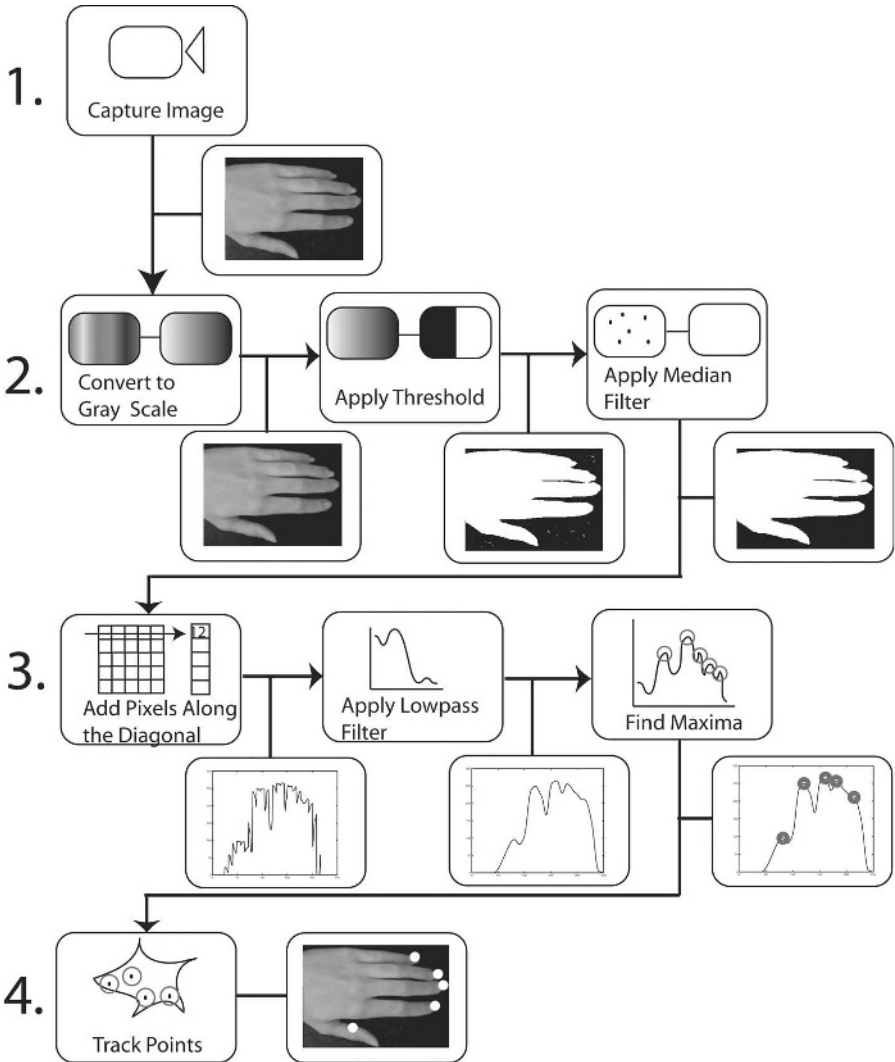 1.
Capture Image
2.
Convert to
Gray Scale
Apply Threshold
Apply Median
Filter
3.
12
Add Pixels Along
the Diagonal
Apply Lowpass
Filter
Find Maxima
4.
Track Points